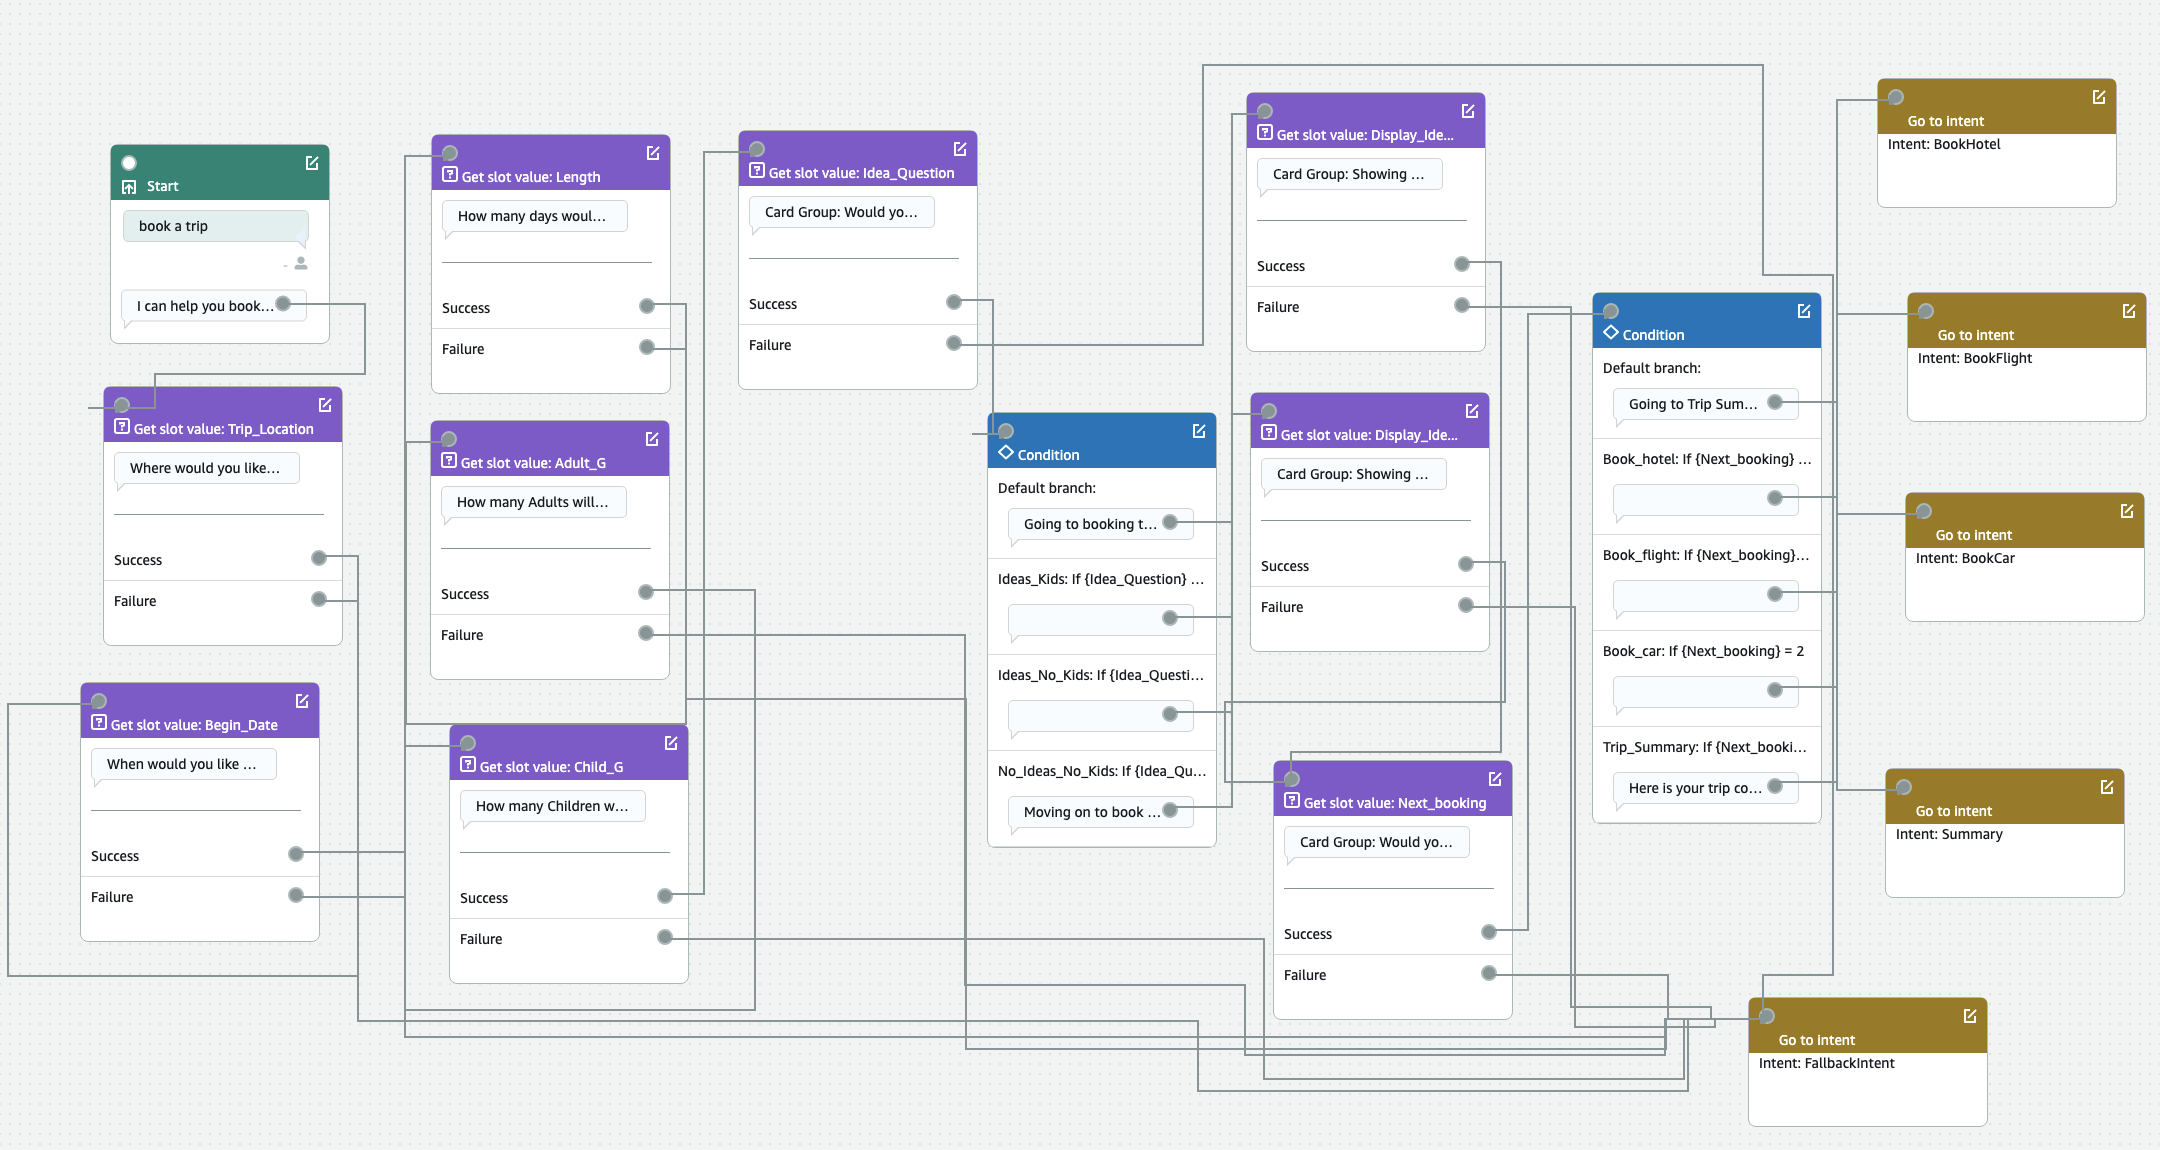 Start
book a trip
-
I can help you book...
Get slot value: Trip_Location
Where would you like...
Success
Failure
Get slot value: Begin_Date
When would you like ...
Success
Failure
Get slot value: Length
How many days woul...
Success
Failure
Get slot value: Adult_G
How many Adults will...
Success
Failure
Get slot value: Child_G
How many Children w...
Success
Failure
Get slot value: Idea_Question
Card Group: Would yo...
Success
Failure
Condition
Default branch:
Going to booking t...
Ideas_Kids: If {Idea_Question} ...
Ideas_No_Kids: If {Idea_Questi...
No_Ideas_No_Kids: If {Idea_Qu...
Moving on to book ...
Get slot value: Display_Ide...
Card Group: Showing ...
Success
Failure
Get slot value: Display_Ide...
Card Group: Showing ...
Success
Failure
Get slot value: Next_booking
Card Group: Would yo...
Success
Failure
Condition
Default branch:
Going to Trip Sum...
Book_hotel: If {Next_booking} ...
Book_flight: If {Next_booking}...
Book_car: If {Next_booking} = 2
Trip_Summary: If {Next_booki...
Here is your trip co...
Go to intent
Intent: BookHotel
Go to intent
Intent: BookFlight
Go to intent
Intent: BookCar
Go to intent
Intent: Summary
Go to intent
Intent: FallbackIntent